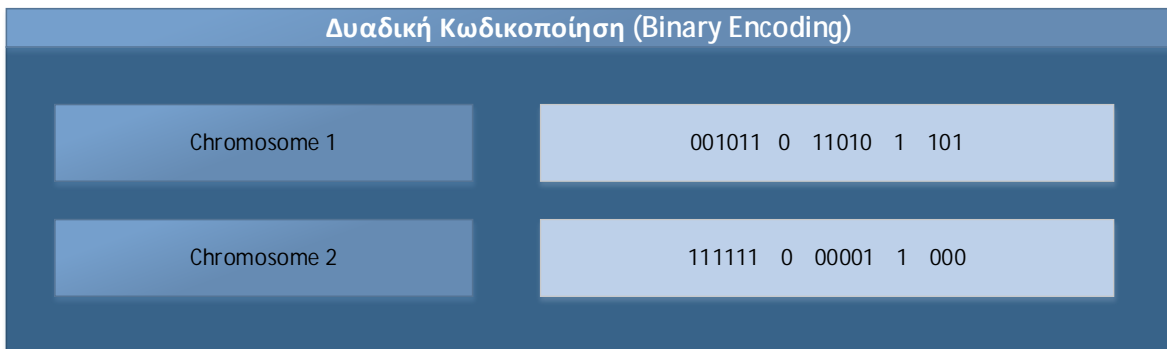 Δυαδική Κωδικοποίηση (Binary Encoding)
Chromosome 1 001011 0 11010 1 101
Chromosome 2 111111 0 00001 1 000